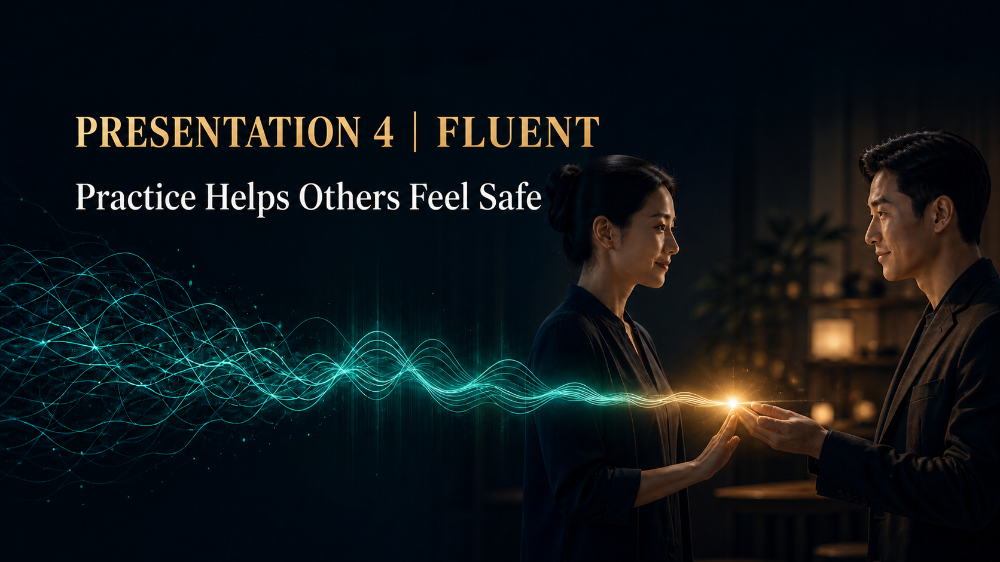 PRESENTATION 4 | FLUENT
Practice Helps Others Feel Safe